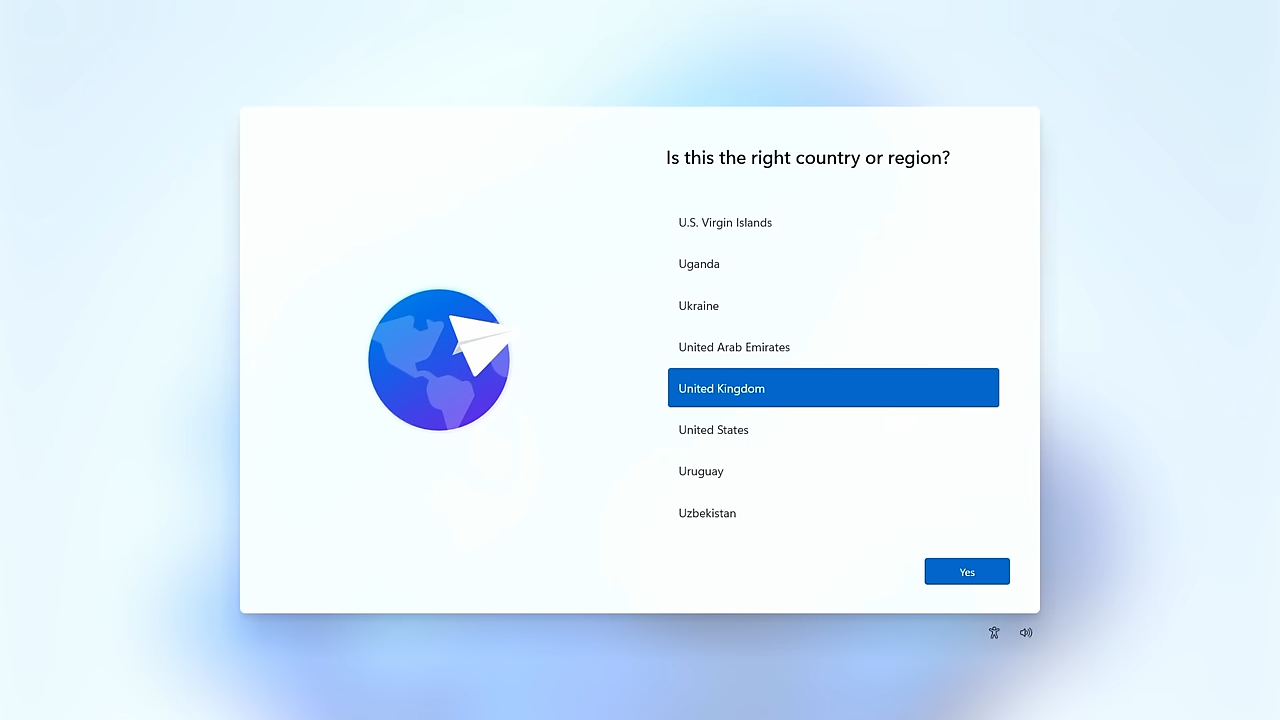 Is this the right country or region?
U.S. Virgin Islands
Uganda
Ukraine
United Arab Emirates
United Kingdom
United States
Uruguay
Uzbekistan
Yes